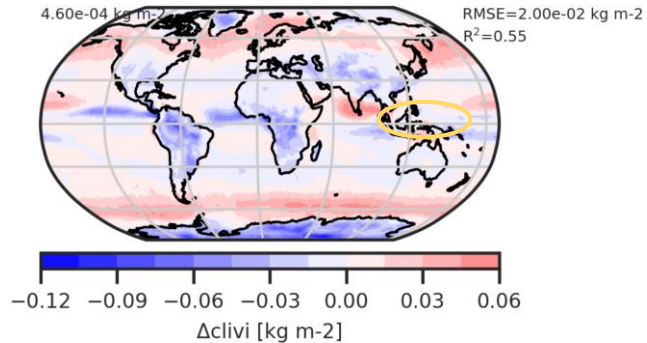 4.60e-04 kg m-2
RMSE=2.00e-02 kg m-2
R²=0.55
−0.12 −0.09 −0.06 −0.03 0.00 0.03 0.06
Δclivi [kg m-2]